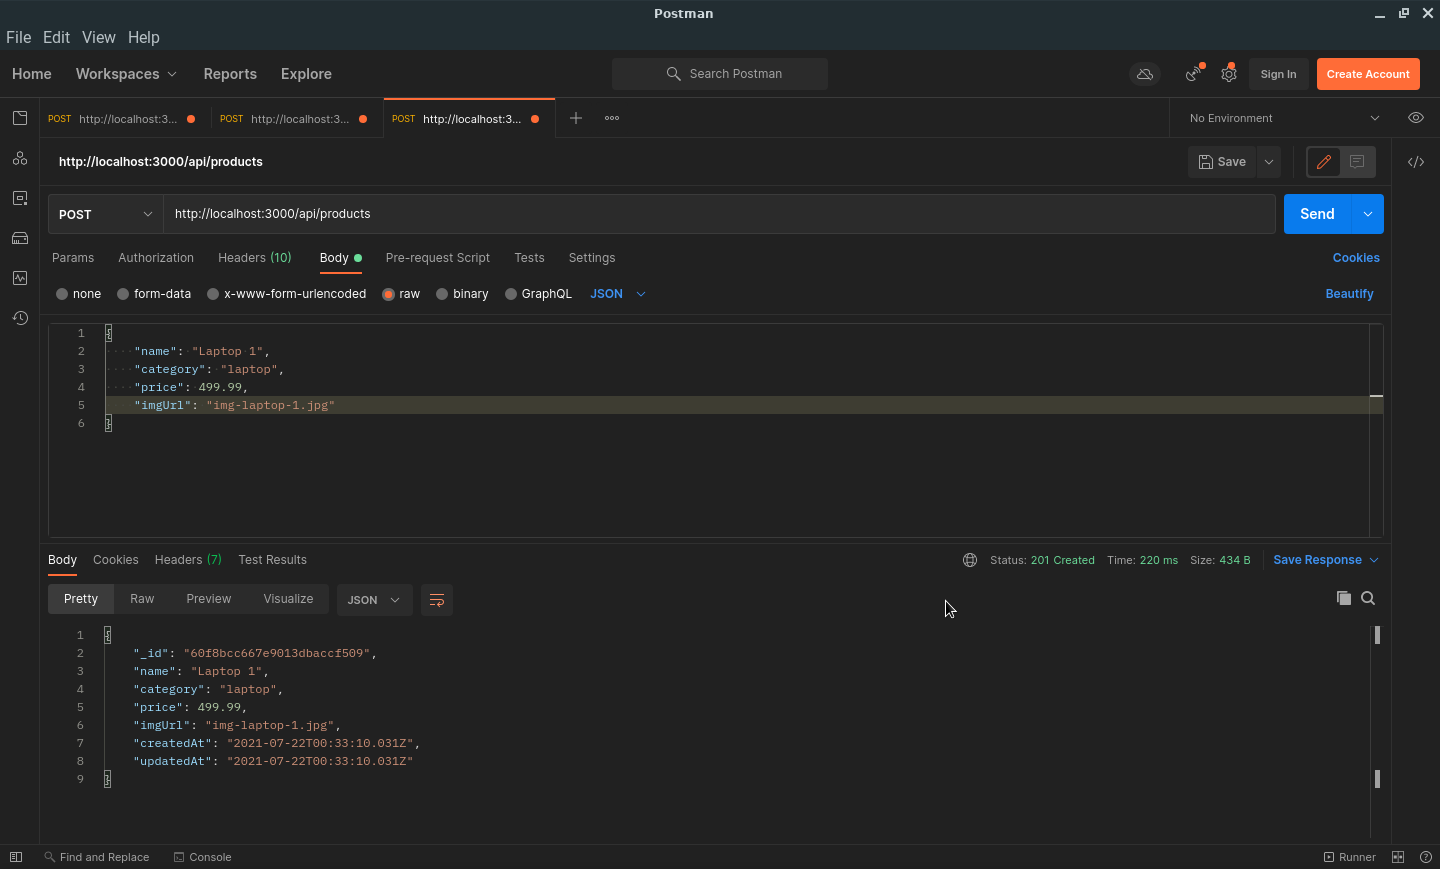 Postman
File Edit View Help
Home Workspaces Reports Explore Search Postman Sign In Create Account
POST http://localhost:3... POST http://localhost:3... POST http://localhost:3... No Environment
http://localhost:3000/api/products Save
POST http://localhost:3000/api/products Send
Params Authorization Headers (10) Body Pre-request Script Tests Settings Cookies
none form-data x-www-form-urlencoded raw binary GraphQL JSON Beautify
1 {
2 "name": "Laptop 1",
3 "category": "laptop",
4 "price": 499.99,
5 "imgUrl": "img-laptop-1.jpg"
6 }
Body Cookies Headers (7) Test Results Status: 201 Created Time: 220 ms Size: 434 B Save Response
Pretty Raw Preview Visualize JSON
1 {
2 "_id": "60f8bcc667e9013dbaccf509",
3 "name": "Laptop 1",
4 "category": "laptop",
5 "price": 499.99,
6 "imgUrl": "img-laptop-1.jpg",
7 "createdAt": "2021-07-22T00:33:10.031Z",
8 "updatedAt": "2021-07-22T00:33:10.031Z"
9 }
Find and Replace Console Runner